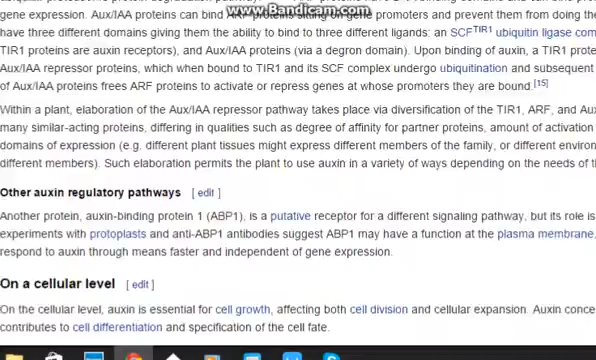 www.Bandicam.com
gene expression. Aux/IAA proteins can bind ARF proteins sitting on gene promoters and prevent them from doing the
have three different domains giving them the ability to bind to three different ligands: an SCFTIR1 ubiquitin ligase com
TIR1 proteins are auxin receptors), and Aux/IAA proteins (via a degron domain). Upon binding of auxin, a TIR1 prote
Aux/IAA repressor proteins, which when bound to TIR1 and its SCF complex undergo ubiquitination and subsequent
of Aux/IAA proteins frees ARF proteins to activate or repress genes at whose promoters they are bound.[15]
Within a plant, elaboration of the Aux/IAA repressor pathway takes place via diversification of the TIR1, ARF, and Aux
many similar-acting proteins, differing in qualities such as degree of affinity for partner proteins, amount of activation
domains of expression (e.g. different plant tissues might express different members of the family, or different environ
different members). Such elaboration permits the plant to use auxin in a variety of ways depending on the needs of t
Other auxin regulatory pathways [ edit ]
Another protein, auxin-binding protein 1 (ABP1), is a putative receptor for a different signaling pathway, but its role is
experiments with protoplasts and anti-ABP1 antibodies suggest ABP1 may have a function at the plasma membrane,
respond to auxin through means faster and independent of gene expression.
On a cellular level [ edit ]
On the cellular level, auxin is essential for cell growth, affecting both cell division and cellular expansion. Auxin conce
contributes to cell differentiation and specification of the cell fate.